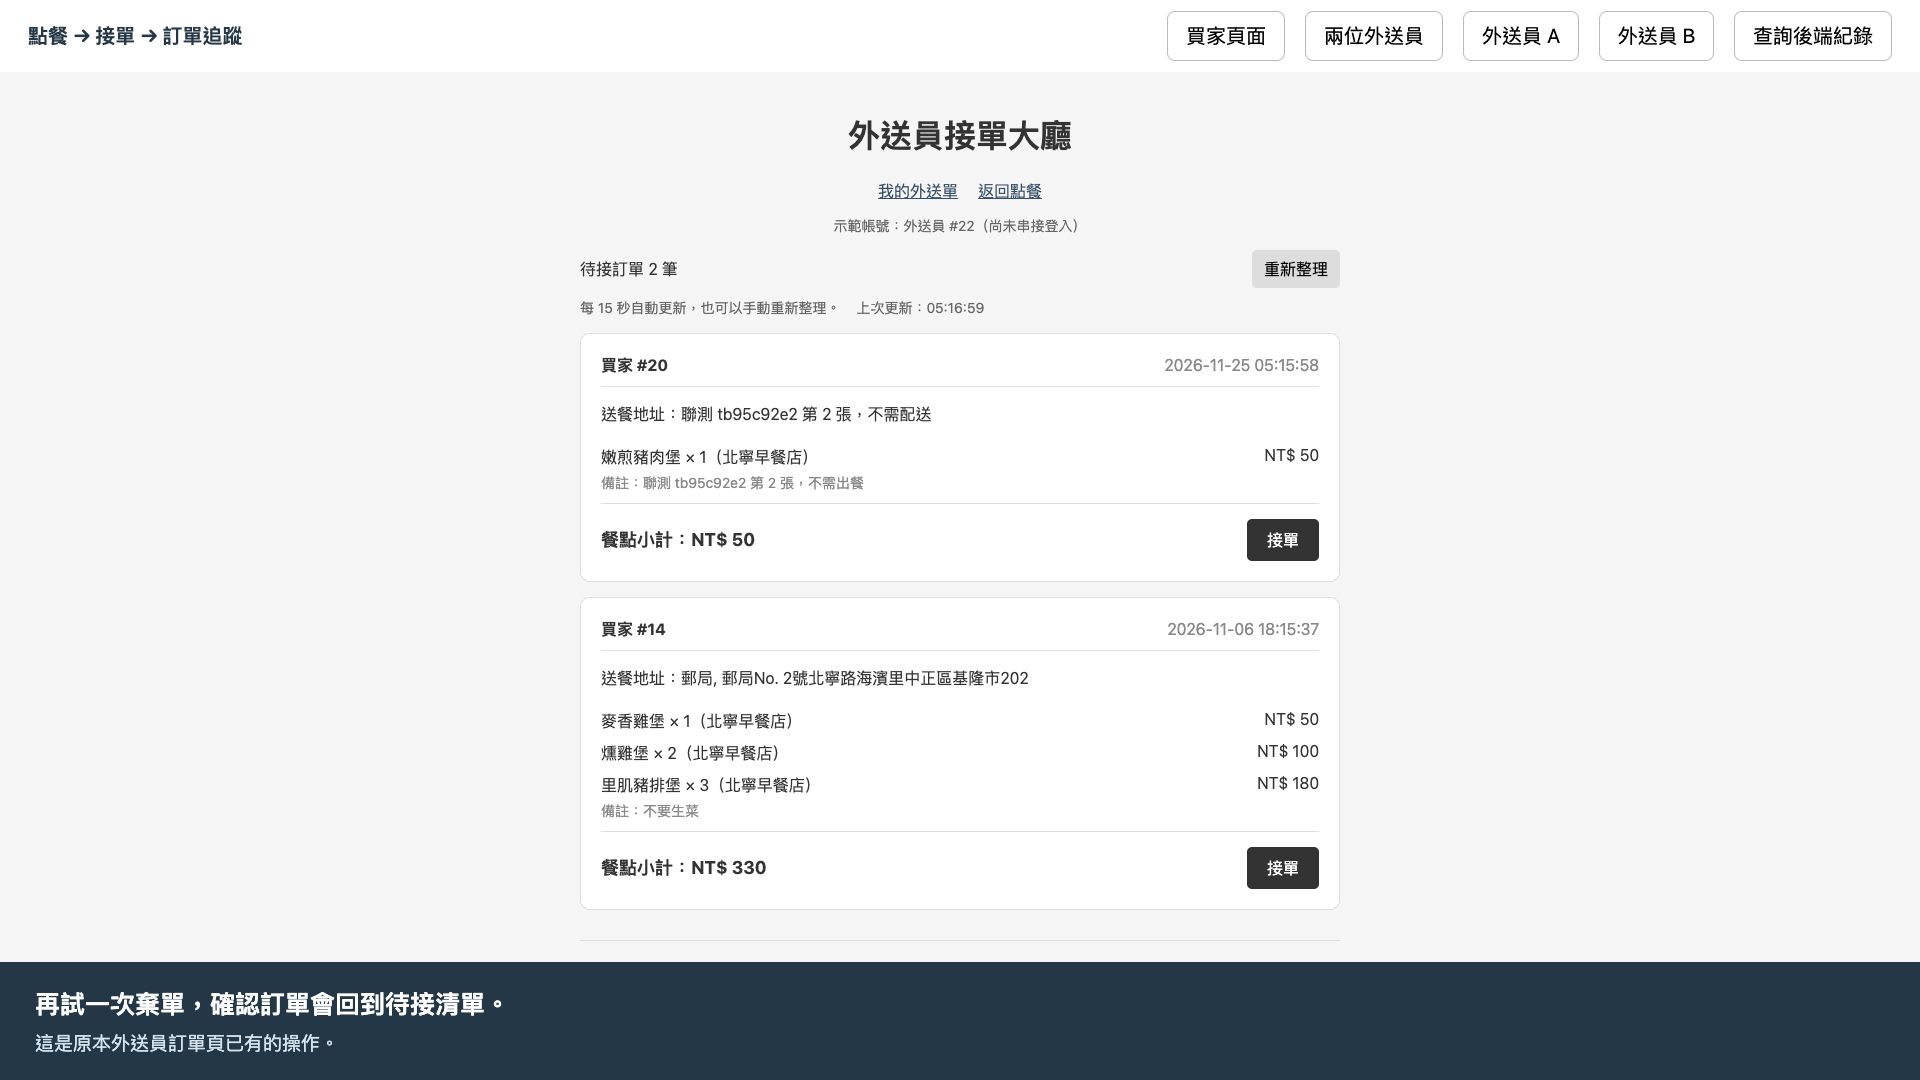 點餐 → 接單 → 訂單追蹤
買家頁面
兩位外送員
外送員 A
外送員 B
查詢後端紀錄
外送員接單大廳
我的外送單 返回點餐
示範帳號：外送員 #22（尚未串接登入）
待接訂單 2 筆
重新整理
每 15 秒自動更新，也可以手動重新整理。 上次更新：05:16:59
買家 #20 2026-11-25 05:15:58
送餐地址：聯測 tb95c92e2 第 2 張，不需配送
嫩煎豬肉堡 × 1（北寧早餐店） NT$ 50
備註：聯測 tb95c92e2 第 2 張，不需出餐
餐點小計：NT$ 50
接單
買家 #14 2026-11-06 18:15:37
送餐地址：郵局, 郵局No. 2號北寧路海濱里中正區基隆市202
麥香雞堡 × 1（北寧早餐店） NT$ 50
燻雞堡 × 2（北寧早餐店） NT$ 100
里肌豬排堡 × 3（北寧早餐店） NT$ 180
備註：不要生菜
餐點小計：NT$ 330
接單
再試一次棄單，確認訂單會回到待接清單。
這是原本外送員訂單頁已有的操作。